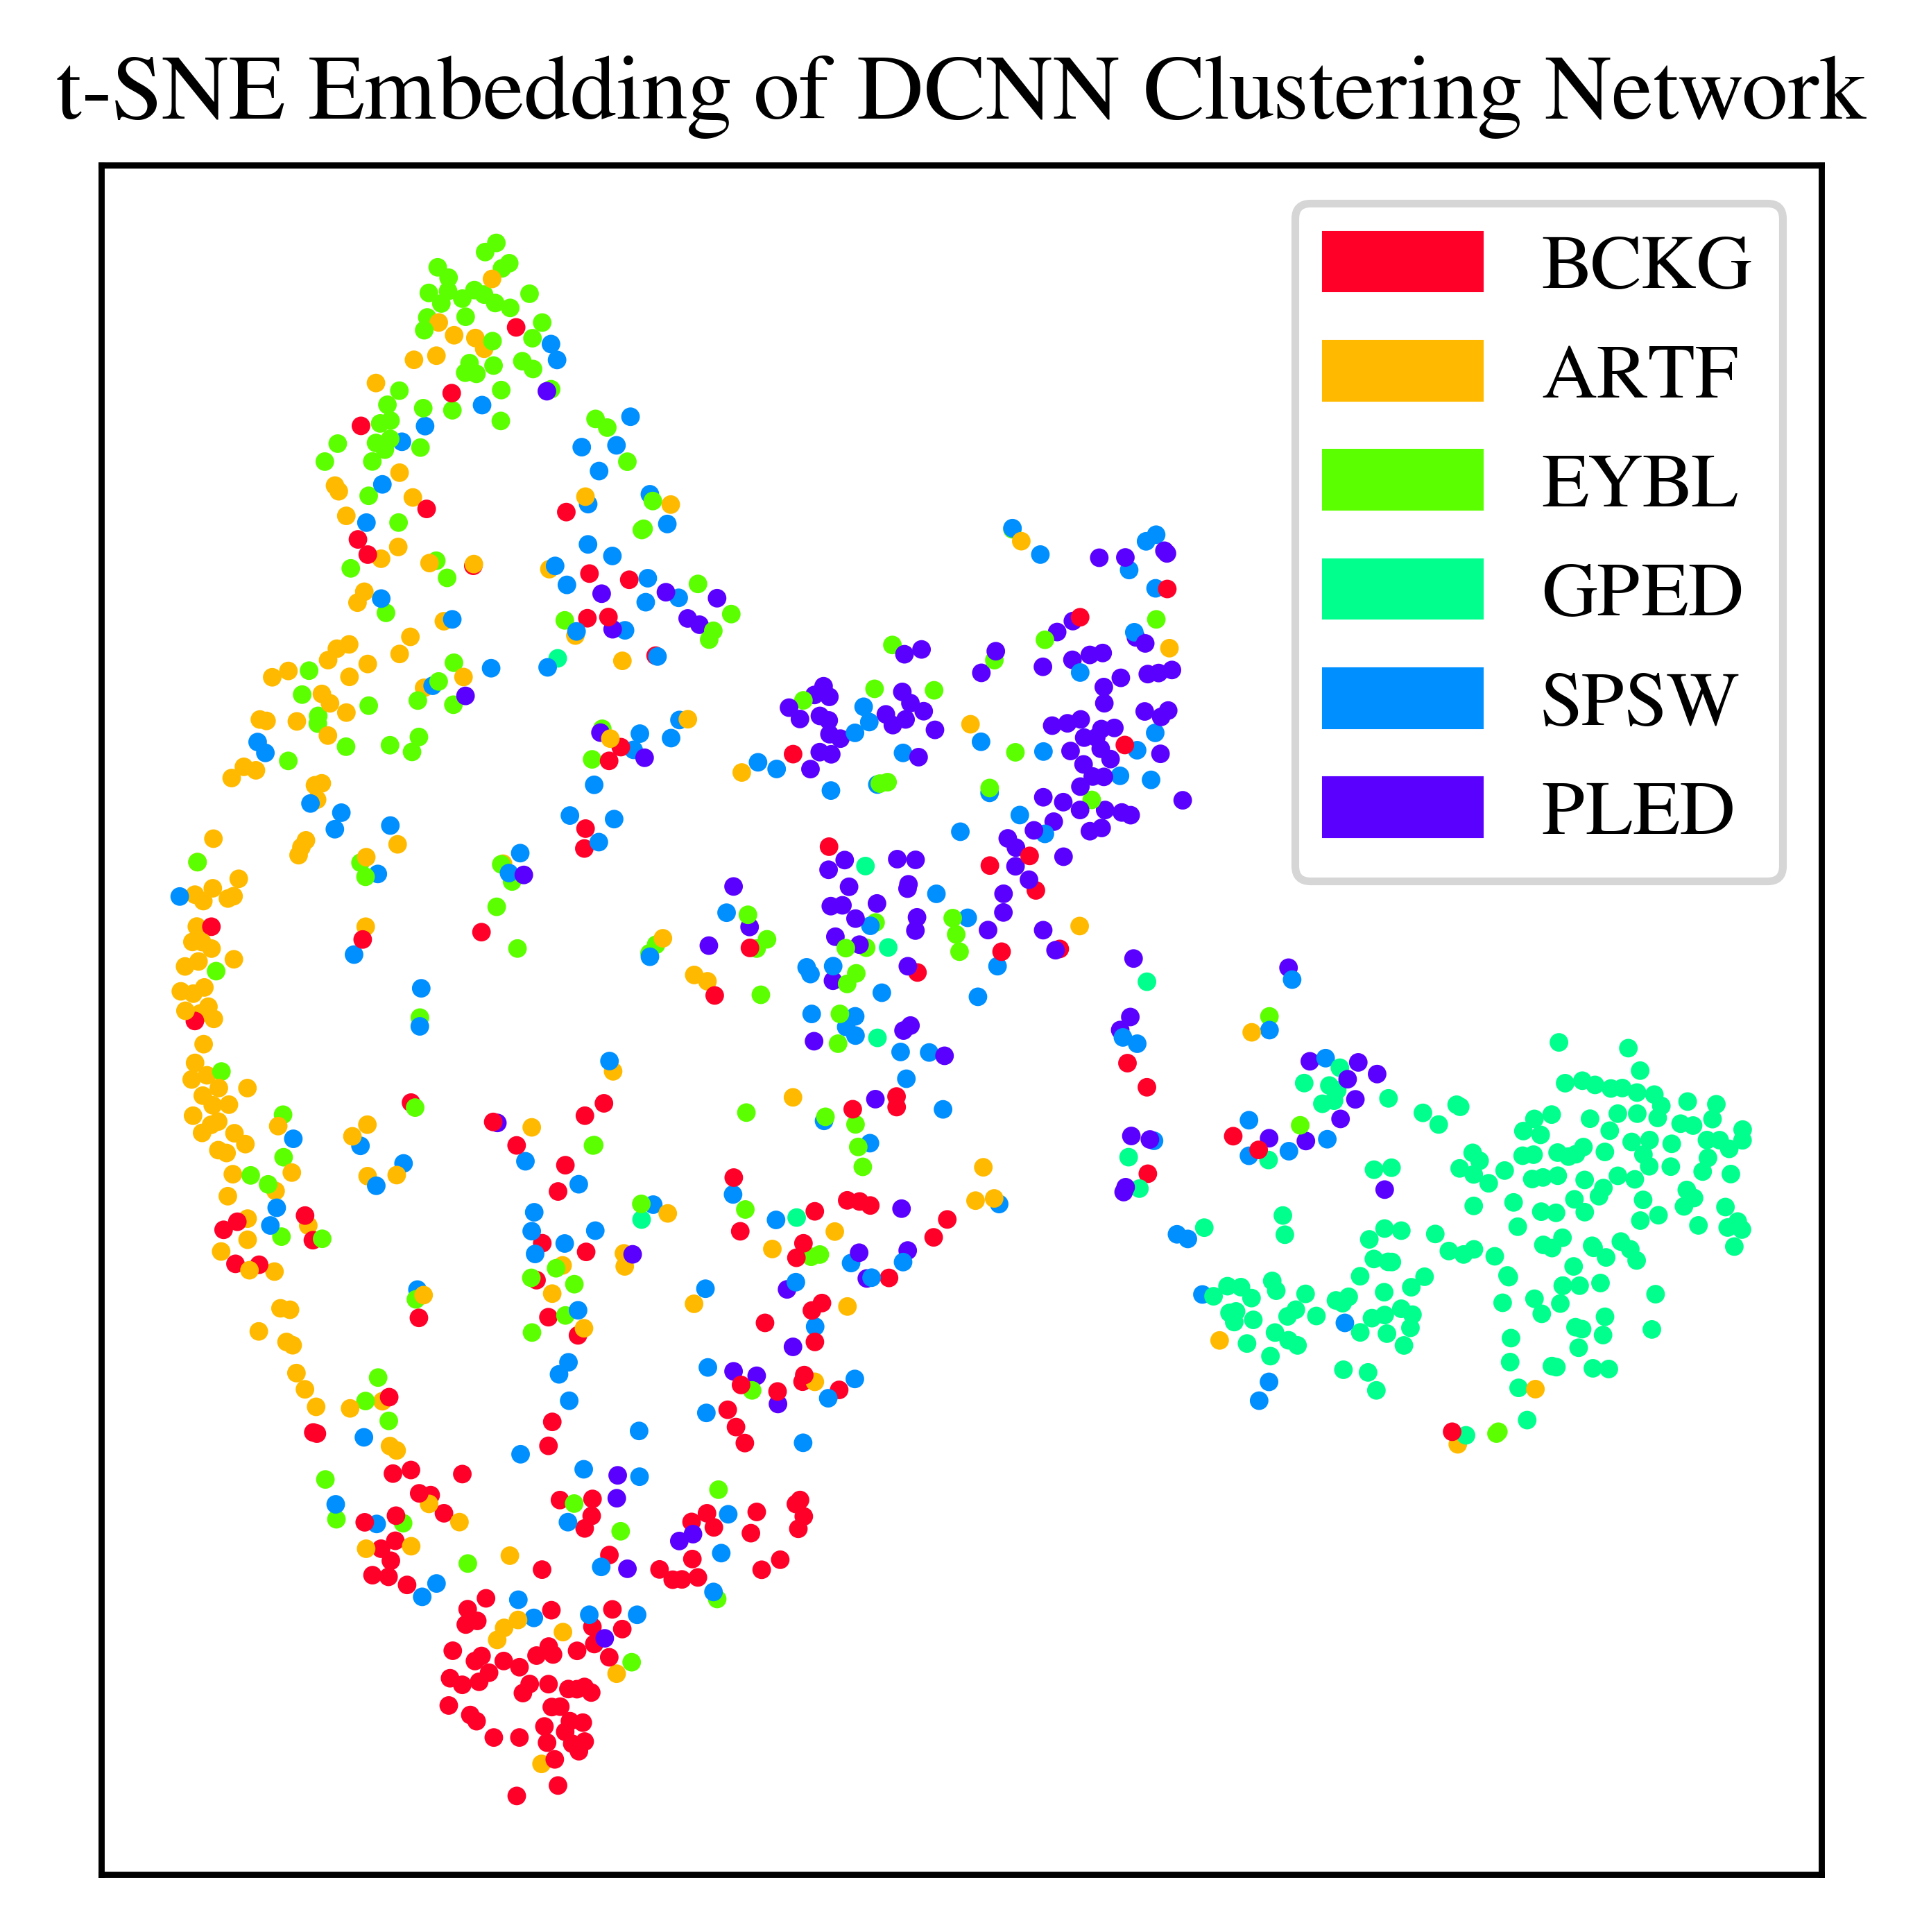 t-SNE Embedding of DCNN Clustering Network
BCKG
ARTF
EYBL
GPED
SPSW
PLED